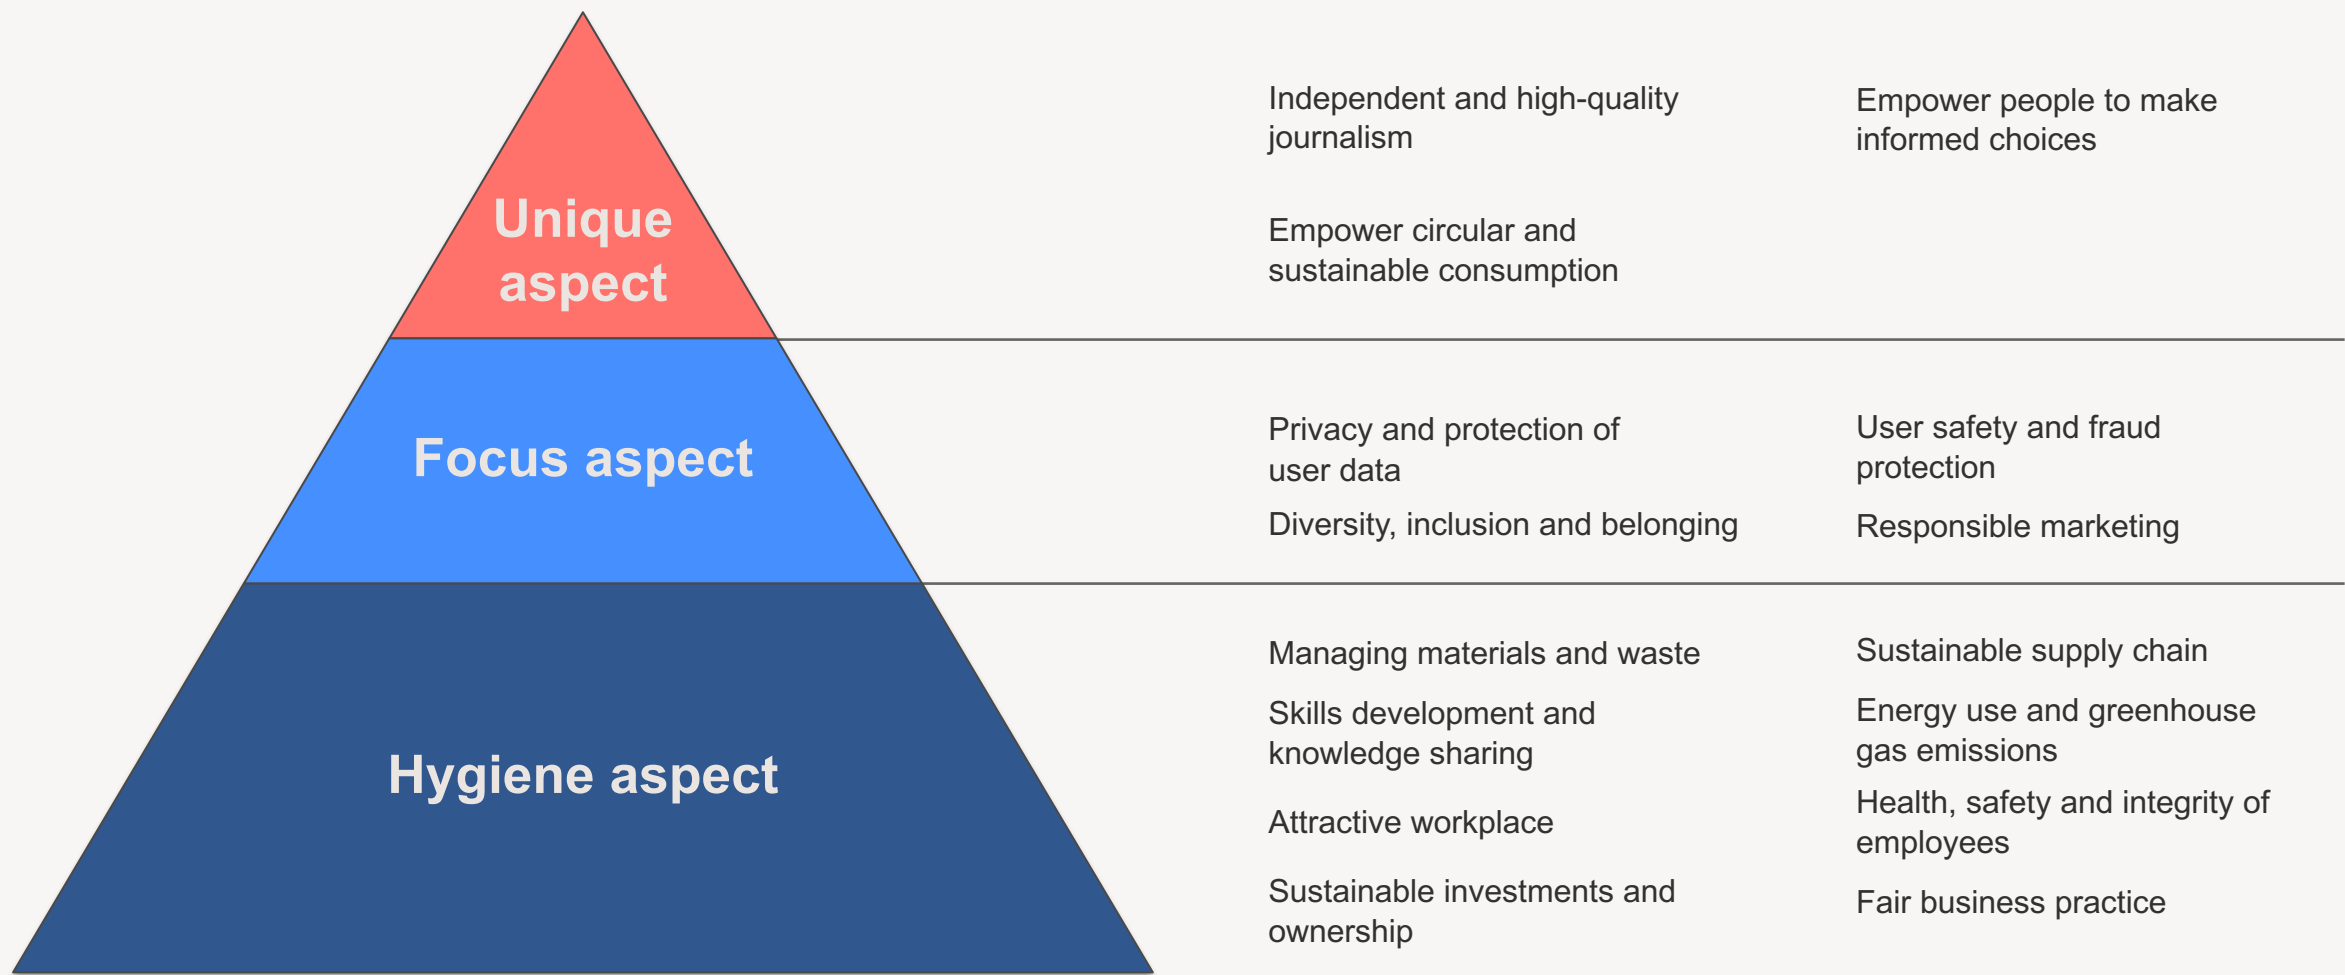 Unique
aspect
Independent and high-quality
journalism
Empower people to make
informed choices
Empower circular and
sustainable consumption
Focus aspect
Privacy and protection of
user data
User safety and fraud
protection
Diversity, inclusion and belonging
Responsible marketing
Hygiene aspect
Managing materials and waste
Sustainable supply chain
Skills development and
knowledge sharing
Energy use and greenhouse
gas emissions
Attractive workplace
Health, safety and integrity of
employees
Sustainable investments and
ownership
Fair business practice